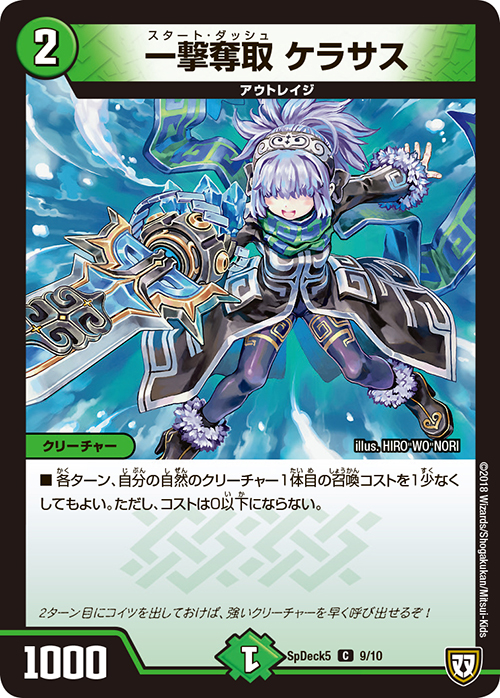 2
スタート・ダッシュ
一撃奪取 ケラサス
アウトレイジ
クリーチャー
illus. HIRO WO NORI
■ 各ターン、自分の自然のクリーチャー1体目の召喚コストを1少なく
してもよい。ただし、コストは0以下にならない。
2ターン目にコイツを出しておけば、強いクリーチャーを早く呼び出せるぞ！
©2018 Wizards/Shogakukan/Mitsui-Kids
1000
1
SpDeck5 C 9/10